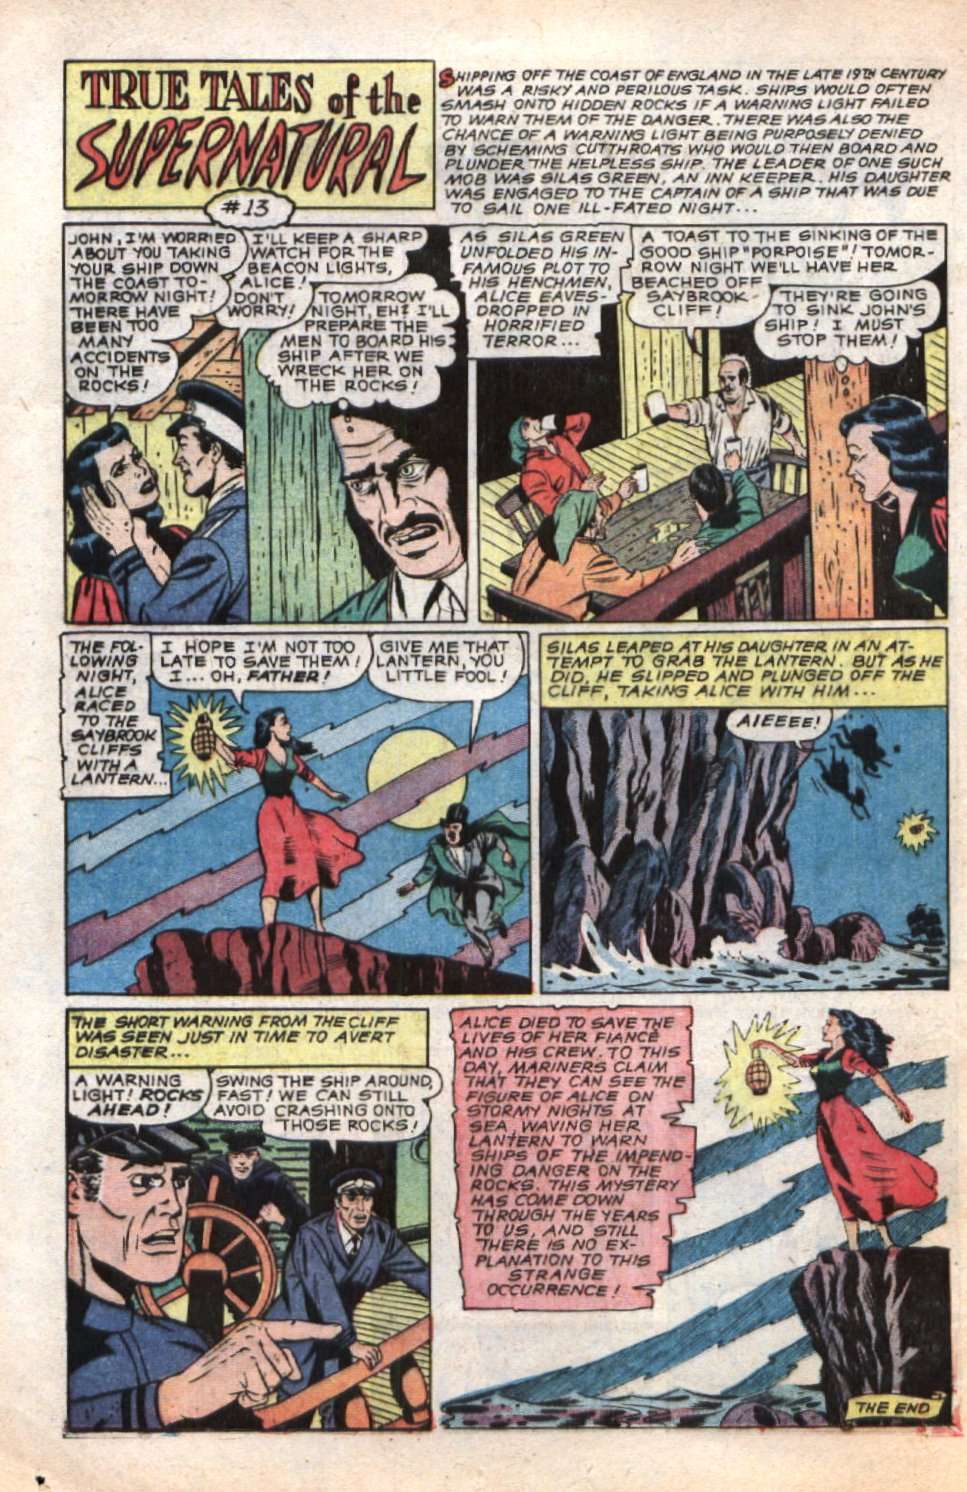 TRUE TALES of the
SUPERNATURAL
#13
SHIPPING OFF THE COAST OF ENGLAND IN THE LATE 19TH CENTURY
WAS A RISKY AND PERILOUS TASK. SHIPS WOULD OFTEN
SMASH ONTO HIDDEN ROCKS IF A WARNING LIGHT FAILED
TO WARN THEM OF THE DANGER. THERE WAS ALSO THE
CHANCE OF A WARNING LIGHT BEING PURPOSELY DENIED
BY SCHEMING CUTTHROATS WHO WOULD THEN BOARD AND
PLUNDER THE HELPLESS SHIP. THE LEADER OF ONE SUCH
MOB WAS SILAS GREEN, AN INN KEEPER. HIS DAUGHTER
WAS ENGAGED TO THE CAPTAIN OF A SHIP THAT WAS DUE
TO SAIL ONE ILL-FATED NIGHT...
JOHN, I'M WORRIED
ABOUT YOU TAKING
YOUR SHIP DOWN
THE COAST TO-
MORROW NIGHT!
THERE HAVE
BEEN TOO
MANY
ACCIDENTS
ON THE
ROCKS!
I'LL KEEP A SHARP
WATCH FOR THE
BEACON LIGHTS,
ALICE!
DON'T
WORRY!
TOMORROW
NIGHT, EH? I'LL
PREPARE THE
MEN TO BOARD HIS
SHIP AFTER WE
WRECK HER ON
THE ROCKS!
AS SILAS GREEN
UNFOLDED HIS IN-
FAMOUS PLOT TO
HIS HENCHMEN,
ALICE EAVES-
DROPPED IN
HORRIFIED
TERROR...
A TOAST TO THE SINKING OF THE
GOOD SHIP "PORPOISE"! TOMOR-
ROW NIGHT WE'LL HAVE HER
BEACHED OFF
SAYBROOK
CLIFF!
THEY'RE GOING
TO SINK JOHN'S
SHIP! I MUST
STOP THEM!
THE FOL-
LOWING
NIGHT,
ALICE
RACED
TO THE
SAYBROOK
CLIFFS
WITH A
LANTERN...
I HOPE I'M NOT TOO
LATE TO SAVE THEM!
I... OH, FATHER!
GIVE ME THAT
LANTERN, YOU
LITTLE FOOL!
SILAS LEAPED AT HIS DAUGHTER IN AN AT-
TEMPT TO GRAB THE LANTERN. BUT AS HE
DID, HE SLIPPED AND PLUNGED OFF THE
CLIFF, TAKING ALICE WITH HIM...
AIEEEE!
THE SHORT WARNING FROM THE CLIFF
WAS SEEN JUST IN TIME TO AVERT
DISASTER...
A WARNING
LIGHT! ROCKS
AHEAD!
SWING THE SHIP AROUND,
FAST! WE CAN STILL
AVOID CRASHING ONTO
THOSE ROCKS!
ALICE DIED TO SAVE THE
LIVES OF HER FIANCÉ
AND HIS CREW. TO THIS
DAY, MARINERS CLAIM
THAT THEY CAN SEE THE
FIGURE OF ALICE ON
STORMY NIGHTS AT
SEA, WAVING HER
LANTERN TO WARN
SHIPS OF THE IMPEND-
ING DANGER ON THE
ROCKS. THIS MYSTERY
HAS COME DOWN
THROUGH THE YEARS
TO US, AND STILL
THERE IS NO EX-
PLANATION TO THIS
STRANGE
OCCURRENCE!
THE END